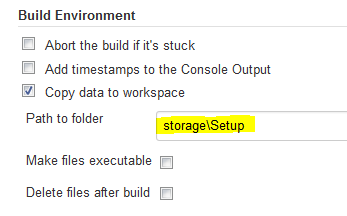 Build Environment
Abort the build if it's stuck
Add timestamps to the Console Output
Copy data to workspace
Path to folder
storage\Setup
Make files executable
Delete files after build